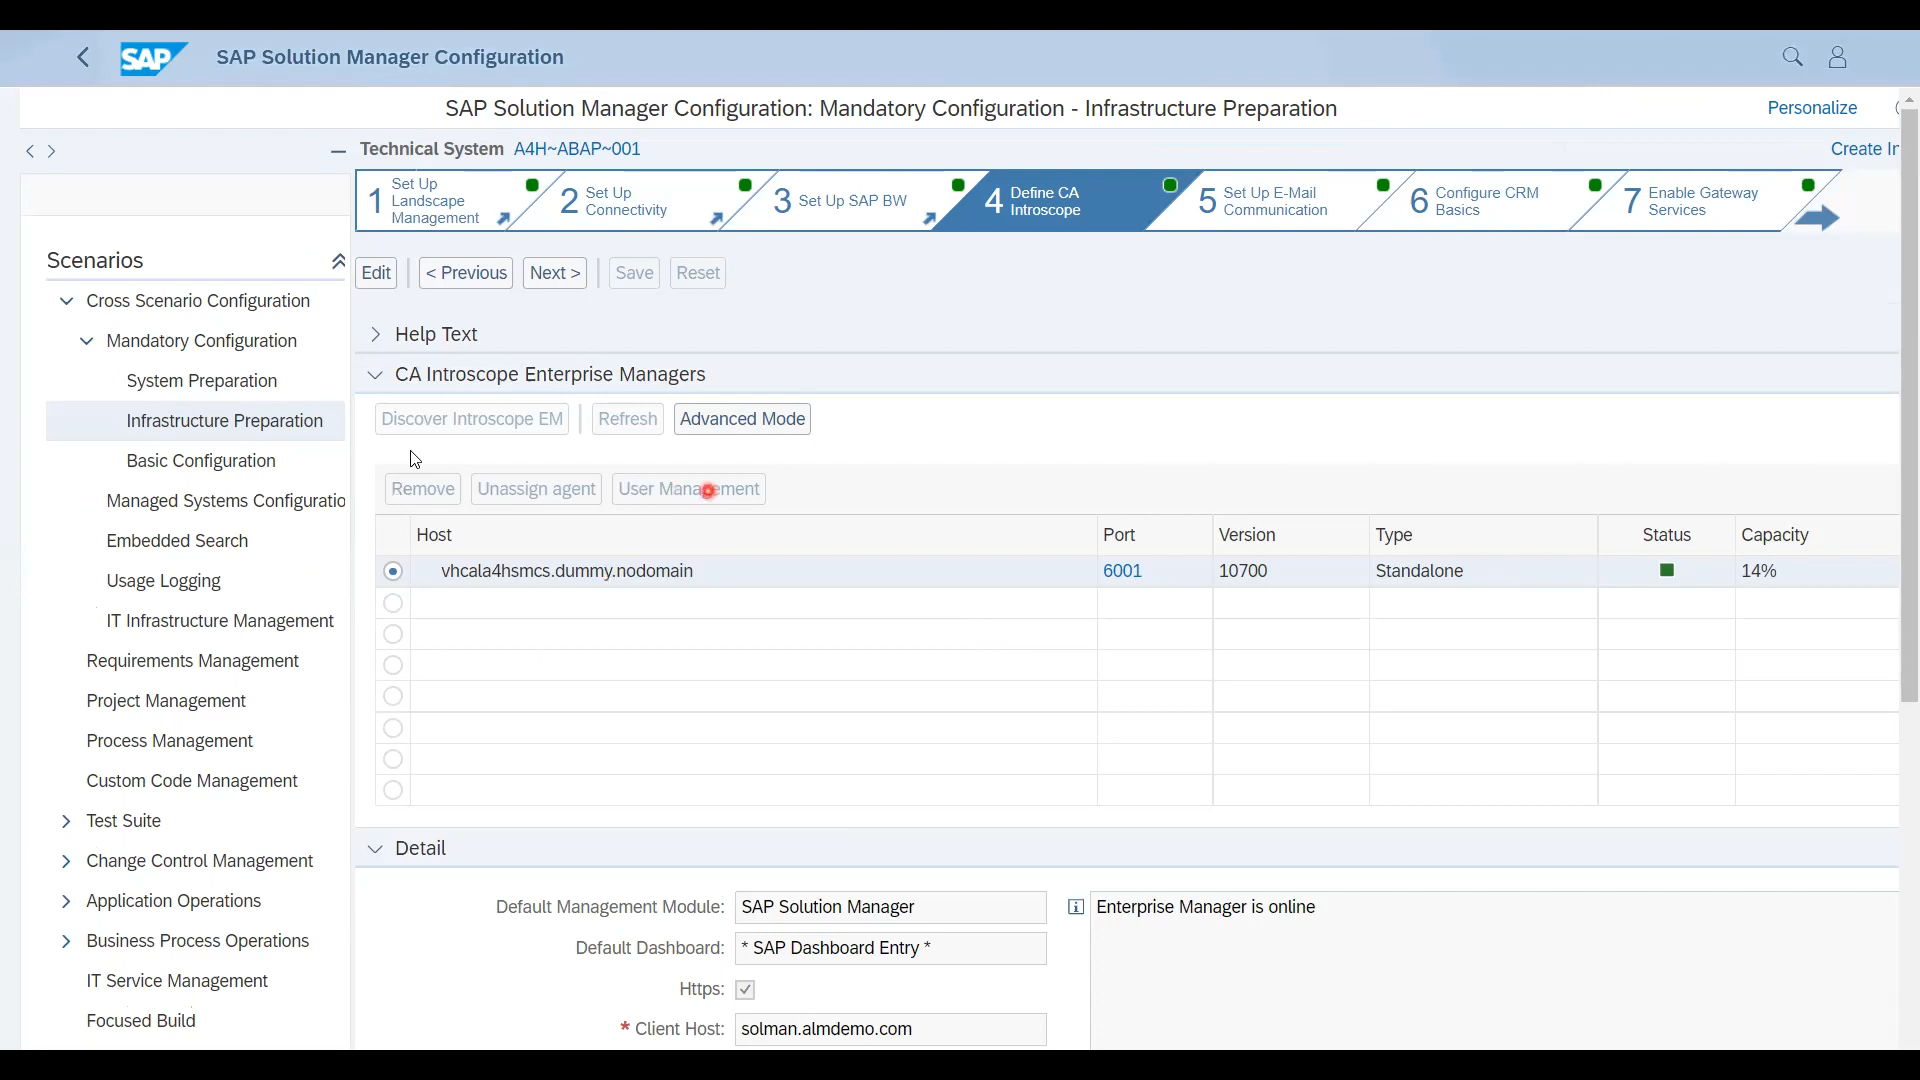 SAP SAP Solution Manager Configuration
SAP Solution Manager Configuration: Mandatory Configuration - Infrastructure Preparation
Personalize
Technical System A4H~ABAP~001
Create In
1 Set Up Landscape Management
2 Set Up Connectivity
3 Set Up SAP BW
4 Define CA Introscope
5 Set Up E-Mail Communication
6 Configure CRM Basics
7 Enable Gateway Services
Edit < Previous Next > Save Reset
Scenarios
Cross Scenario Configuration
Mandatory Configuration
System Preparation
Infrastructure Preparation
Basic Configuration
Managed Systems Configuratio
Embedded Search
Usage Logging
IT Infrastructure Management
Requirements Management
Project Management
Process Management
Custom Code Management
Test Suite
Change Control Management
Application Operations
Business Process Operations
IT Service Management
Focused Build
Help Text
CA Introscope Enterprise Managers
Discover Introscope EM Refresh Advanced Mode
Remove Unassign agent User Management
Host Port Version Type Status Capacity
vhcala4hsmcs.dummy.nodomain 6001 10700 Standalone 14%
Detail
Default Management Module: SAP Solution Manager
Enterprise Manager is online
Default Dashboard: * SAP Dashboard Entry *
Https:
* Client Host: solman.almdemo.com